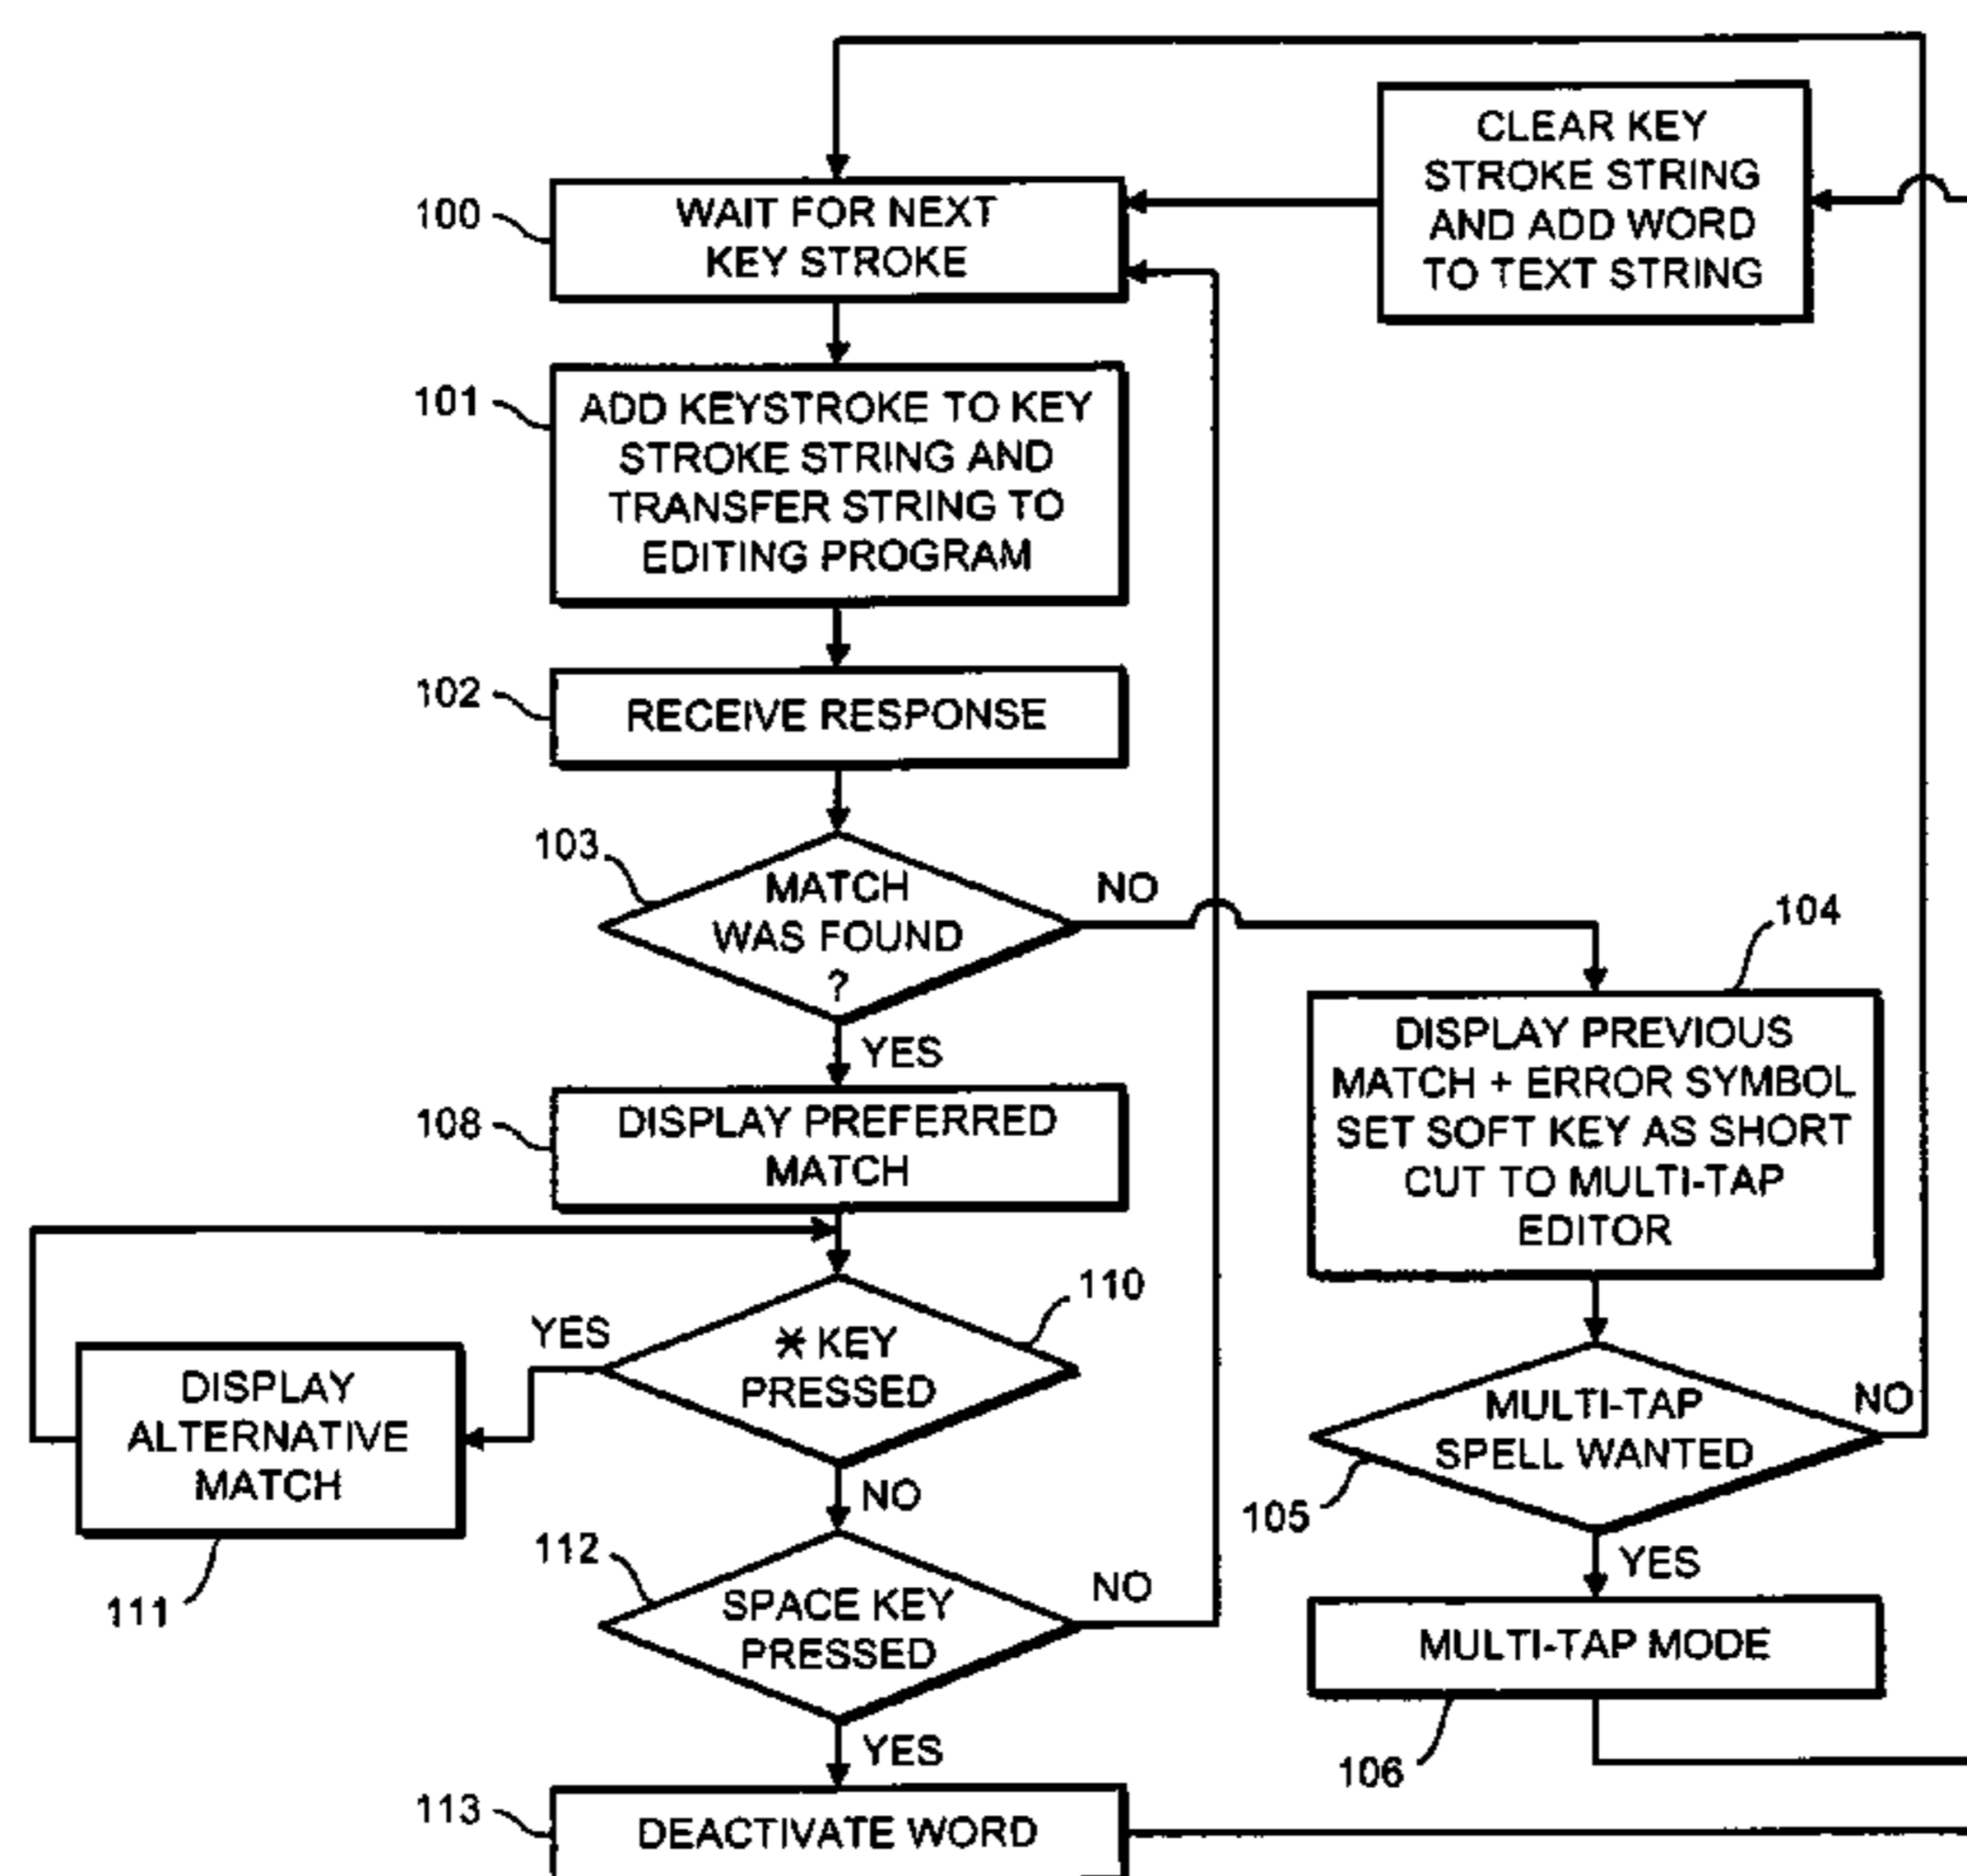 CLEAR KEY
STROKE STRING
AND ADD WORD
TO TEXT STRING
100
WAIT FOR NEXT
KEY STROKE
101
ADD KEYSTROKE TO KEY
STROKE STRING AND
TRANSFER STRING TO
EDITING PROGRAM
102
RECEIVE RESPONSE
103
MATCH
WAS FOUND
?
NO
YES
104
DISPLAY PREVIOUS
MATCH + ERROR SYMBOL
SET SOFT KEY AS SHORT
CUT TO MULTI-TAP
EDITOR
108
DISPLAY PREFERRED
MATCH
110
* KEY
PRESSED
YES
NO
DISPLAY
ALTERNATIVE
MATCH
111
MULTI-TAP
SPELL WANTED
NO
105
YES
112
SPACE KEY
PRESSED
NO
YES
MULTI-TAP MODE
106
113
DEACTIVATE WORD